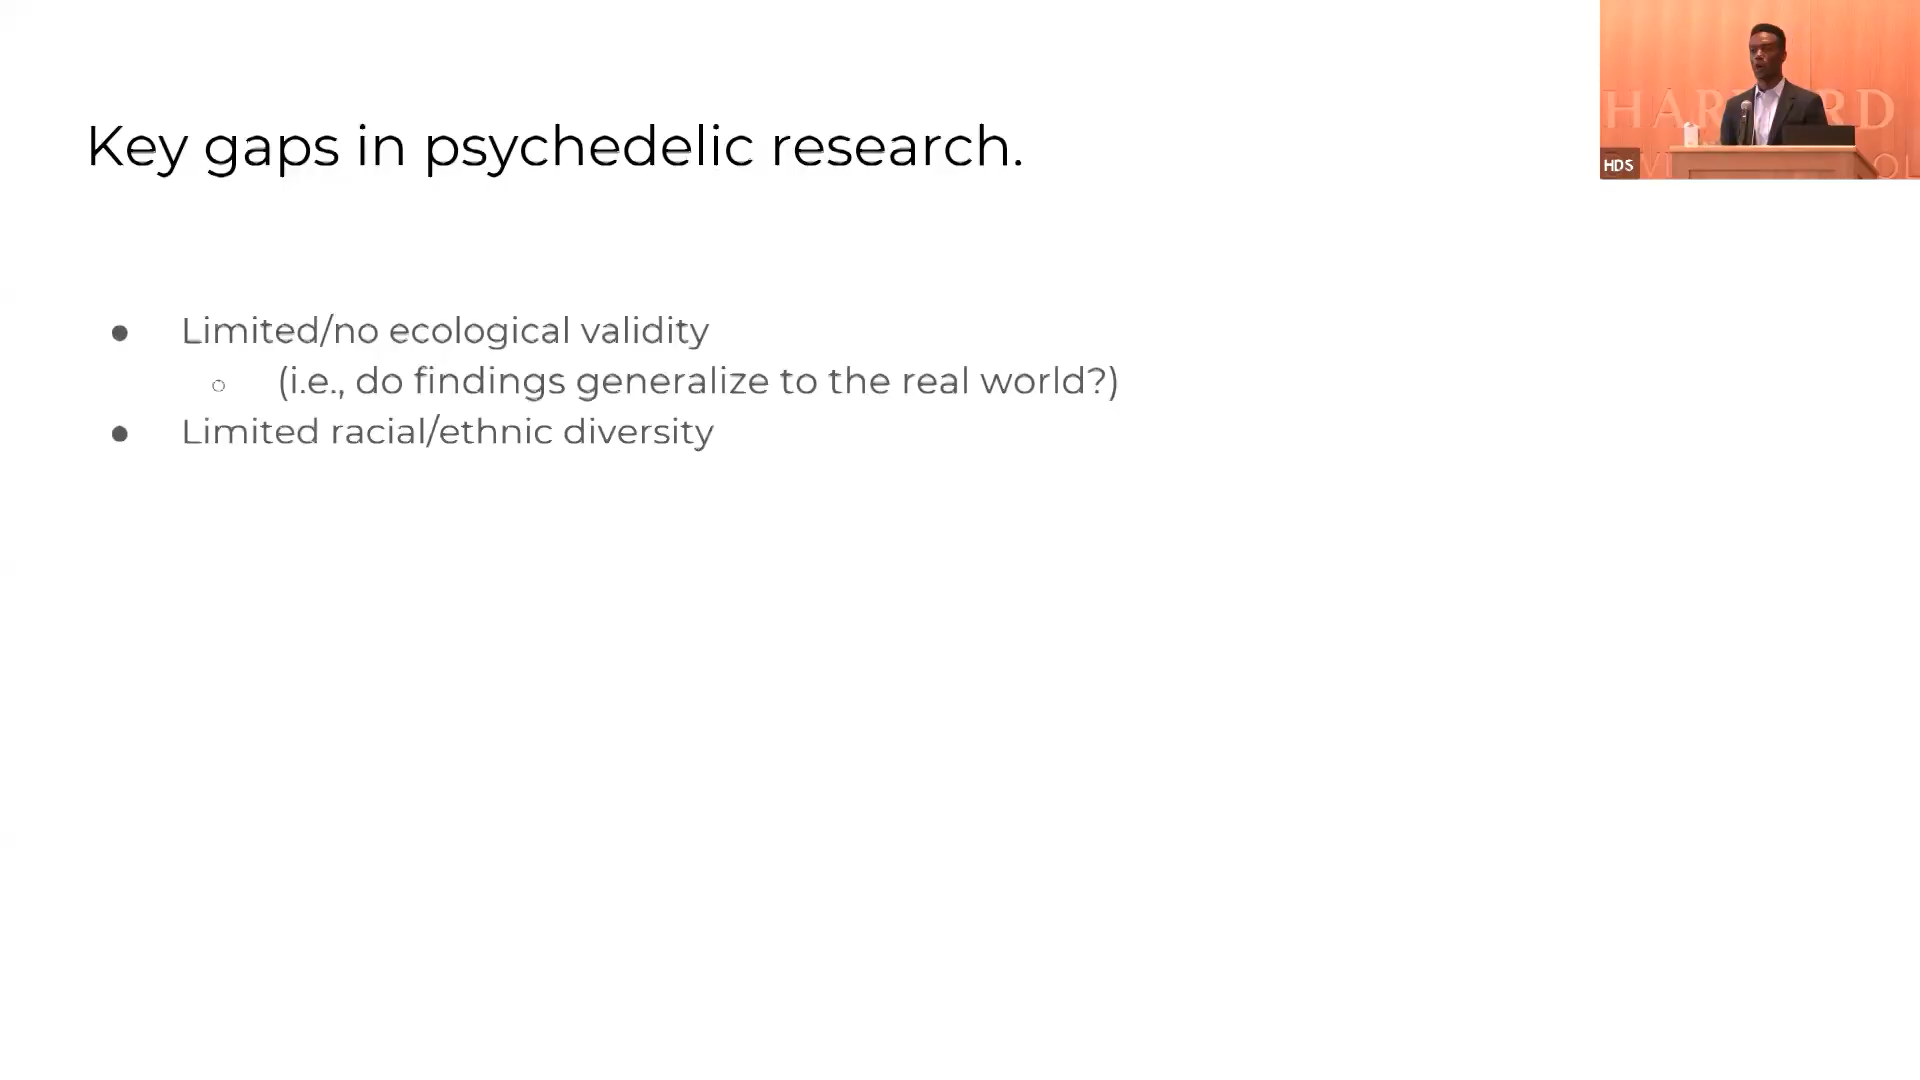 Key gaps in psychedelic research.
HARVARD
HDS
Limited/no ecological validity
(i.e., do findings generalize to the real world?)
Limited racial/ethnic diversity